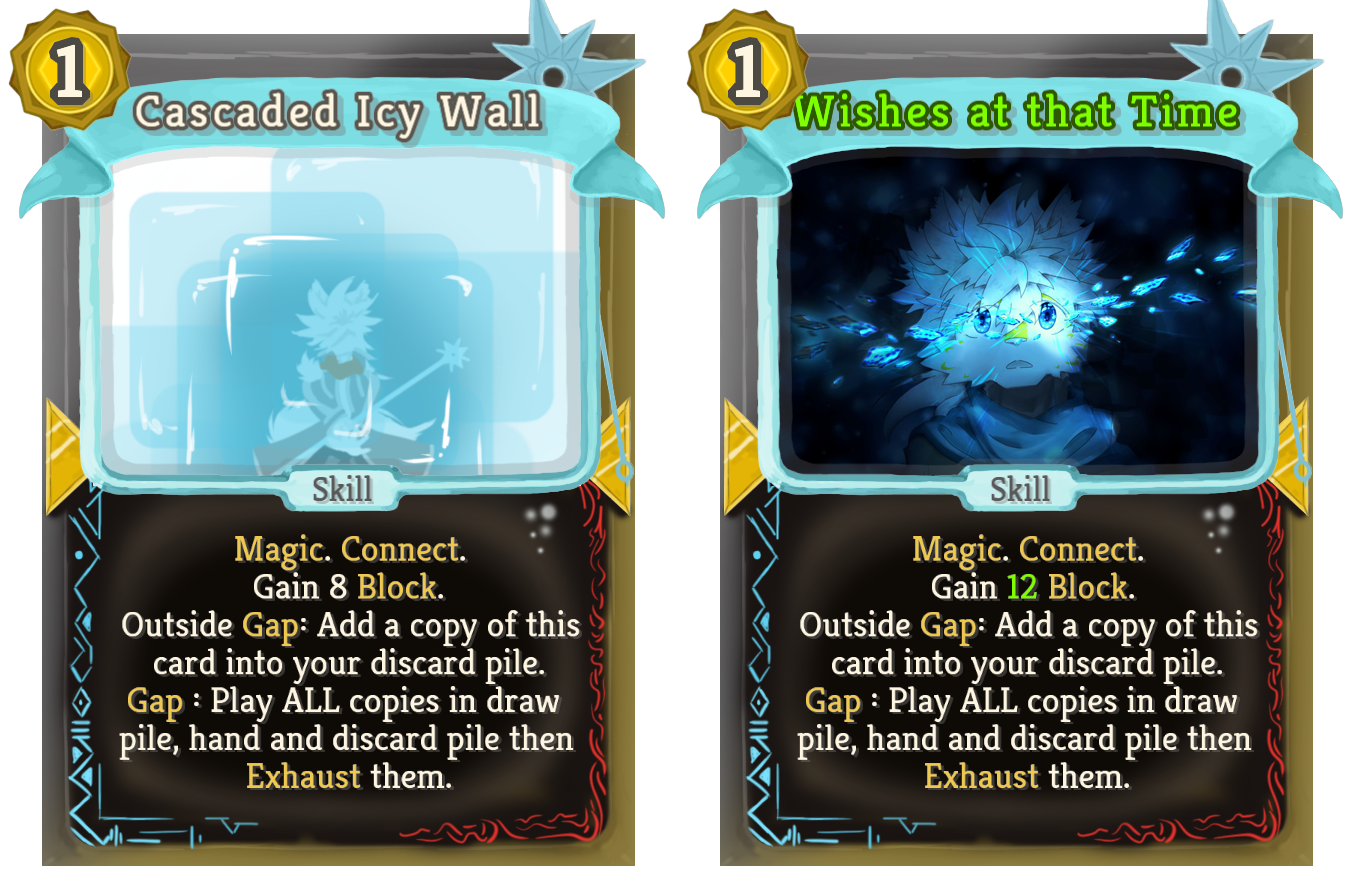 1
Cascaded Icy Wall
Skill
Magic. Connect.
Gain 8 Block.
Outside Gap: Add a copy of this
card into your discard pile.
Gap : Play ALL copies in draw
pile, hand and discard pile then
Exhaust them.
1
Wishes at that Time
Skill
Magic. Connect.
Gain 12 Block.
Outside Gap: Add a copy of this
card into your discard pile.
Gap : Play ALL copies in draw
pile, hand and discard pile then
Exhaust them.